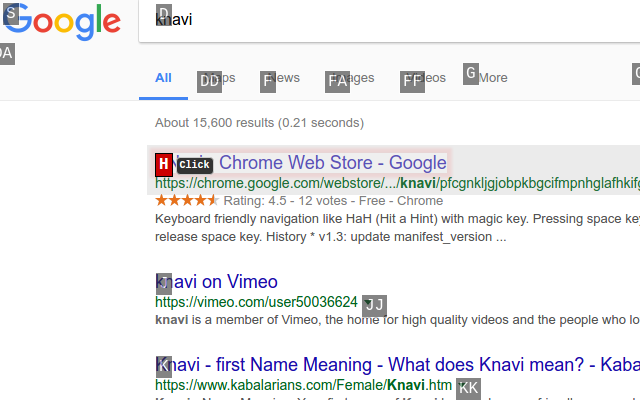 S Google D knavi
DA
All DD Maps F News FA Images FF Videos G More
About 15,600 results (0.21 seconds)
H Click Chrome Web Store - Google
https://chrome.google.com/webstore/.../knavi/pfcgnkljgjobpkbgcifmpnhglafhkifg
Rating: 4.5 - 12 votes - Free - Chrome
Keyboard friendly navigation like HaH (Hit a Hint) with magic key. Pressing space key
release space key. History * v1.3: update manifest_version ...
J knavi on Vimeo
https://vimeo.com/user50036624 JJ
knavi is a member of Vimeo, the home for high quality videos and the people who lo
K Knavi - first Name Meaning - What does Knavi mean? - Kaba
https://www.kabalarians.com/Female/Knavi.htm KK